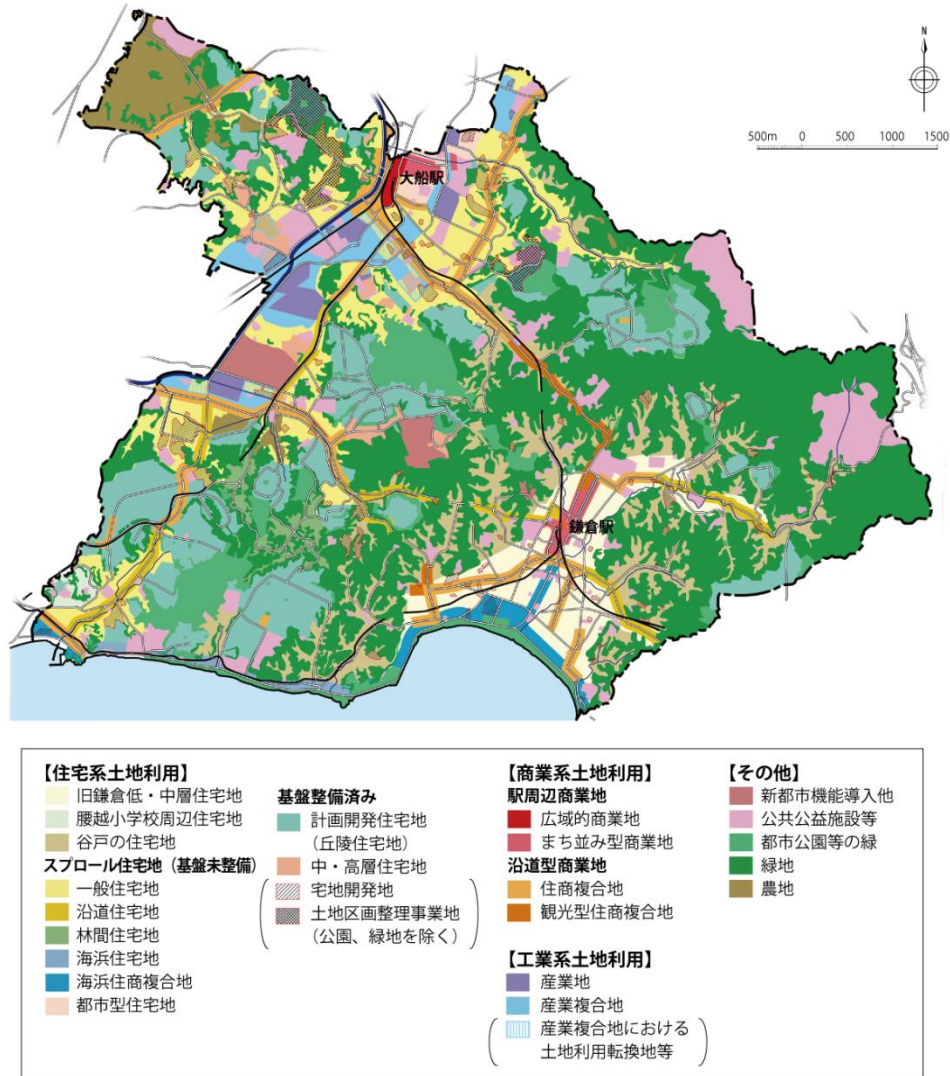 N
500m 0 500 1000 1500
大船駅
鎌倉駅
【住宅系土地利用】
旧鎌倉低・中層住宅地
腰越小学校周辺住宅地
谷戸の住宅地
スプロール住宅地（基盤未整備）
一般住宅地
沿道住宅地
林間住宅地
海浜住宅地
海浜住商複合地
都市型住宅地
基盤整備済み
計画開発住宅地
（丘陵住宅地）
中・高層住宅地
宅地開発地
土地区画整理事業地
（公園、緑地を除く）
【商業系土地利用】
駅周辺商業地
広域的商業地
まち並み型商業地
沿道型商業地
住商複合地
観光型住商複合地
【工業系土地利用】
産業地
産業複合地
産業複合地における
土地利用転換地等
【その他】
新都市機能導入他
公共公益施設等
都市公園等の緑
緑地
農地